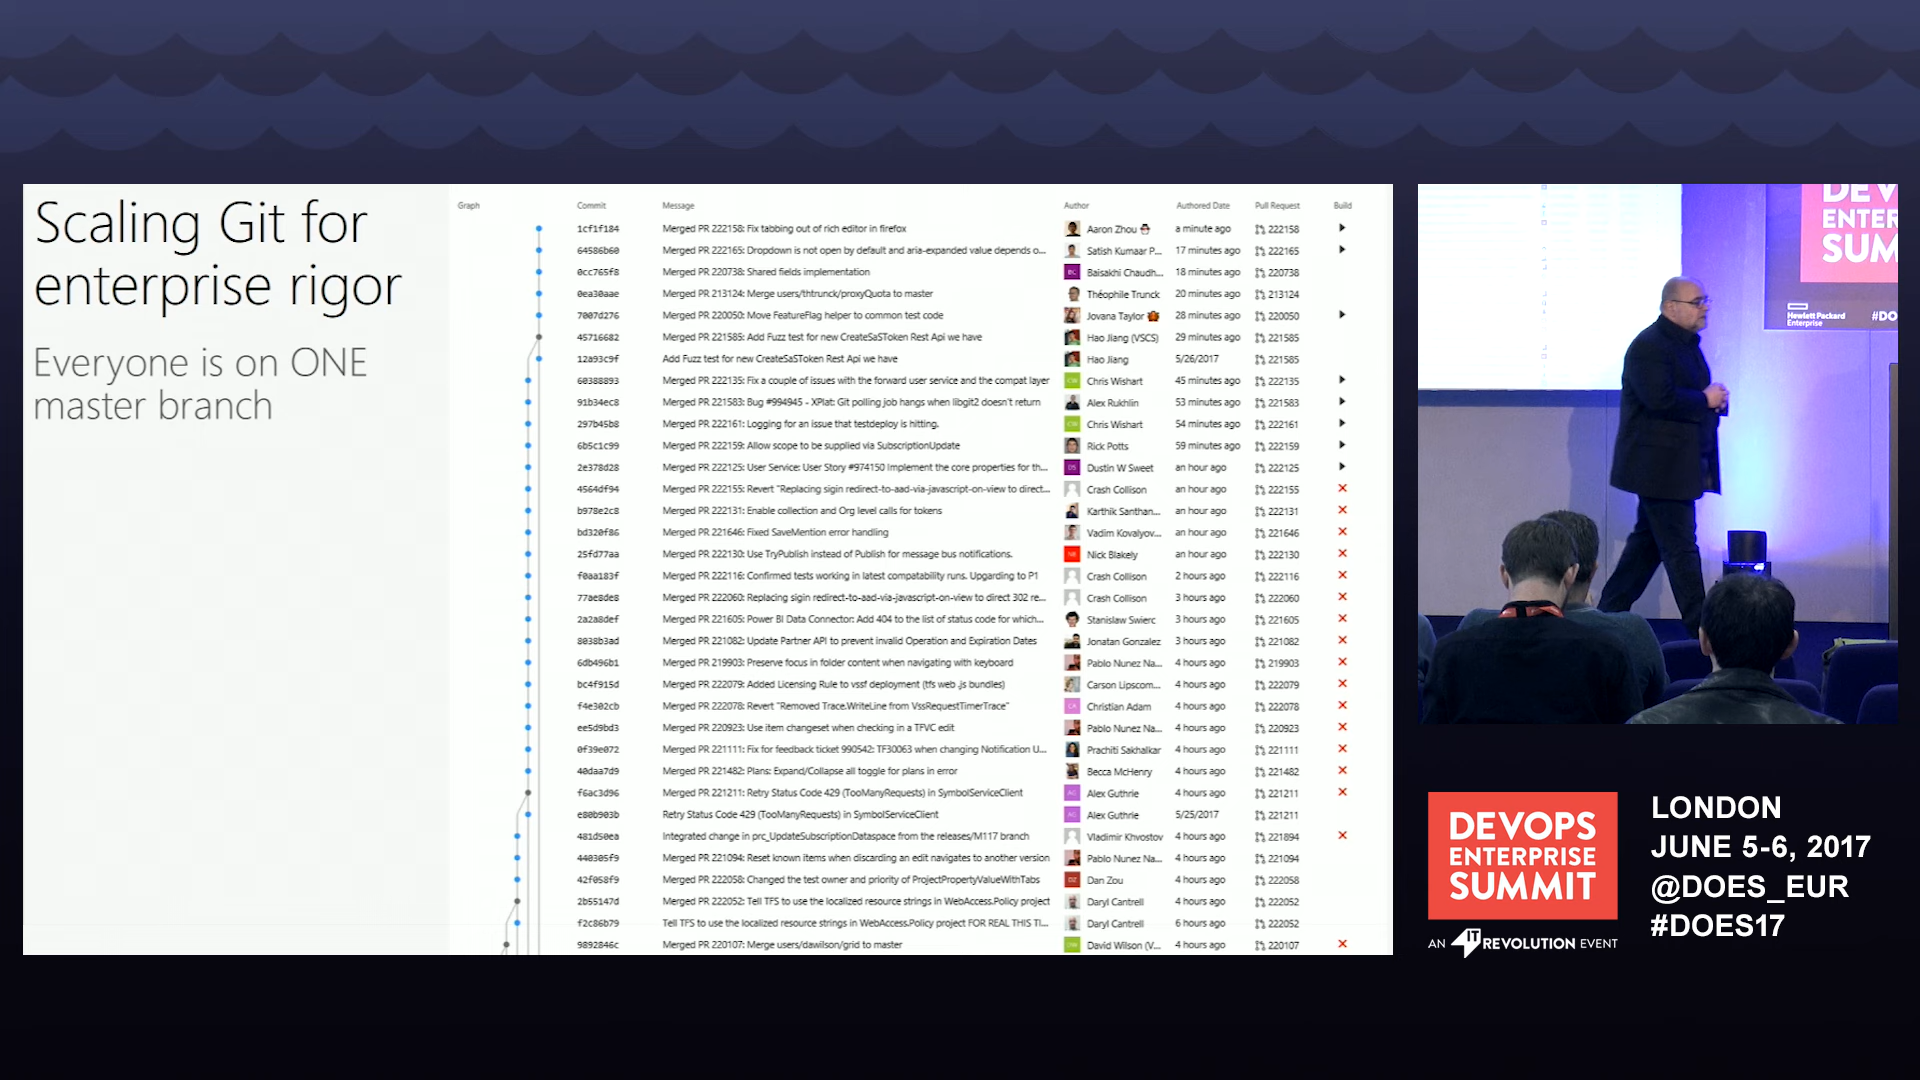 Scaling Git for
enterprise rigor
Everyone is on ONE
master branch
Graph Commit Message Author Authored Date Pull Request Build
1cf1f184 Merged PR 222158: Fix tabbing out of rich editor in firefox Aaron Zhou a minute ago 222158
64586b60 Merged PR 222165: Dropdown is not open by default and aria-expanded value depends o... Satish Kumaar P... 17 minutes ago 222165
0cc765f8 Merged PR 220738: Shared fields implementation BC Baisakhi Chaudh... 18 minutes ago 220738
0ea30aae Merged PR 213124: Merge users/thtrunck/proxyQuota to master Théophile Trunck 20 minutes ago 213124
7007d276 Merged PR 220050: Move FeatureFlag helper to common test code Jovana Taylor 28 minutes ago 220050
45716682 Merged PR 221585: Add Fuzz test for new CreateSaSToken Rest Api we have Hao Jiang (VSCS) 29 minutes ago 221585
12a93c9f Add Fuzz test for new CreateSaSToken Rest Api we have Hao Jiang 5/26/2017 221585
60388893 Merged PR 222135: Fix a couple of issues with the forward user service and the compat layer CW Chris Wishart 45 minutes ago 222135
91b34ec8 Merged PR 221583: Bug #994945 - XPlat: Git polling job hangs when libgit2 doesn't return Alex Rukhlin 53 minutes ago 221583
297b45b8 Merged PR 222161: Logging for an issue that testdeploy is hitting. CW Chris Wishart 54 minutes ago 222161
6b5c1c99 Merged PR 222159: Allow scope to be supplied via SubscriptionUpdate Rick Potts 59 minutes ago 222159
2e378d28 Merged PR 222125: User Service: User Story #974150 Implement the core properties for th... DS Dustin W Sweet an hour ago 222125
4564df94 Merged PR 222155: Revert "Replacing sigin redirect-to-aad-via-javascript-on-view to direct... Crash Collison an hour ago 222155
b978e2c8 Merged PR 222131: Enable collection and Org level calls for tokens Karthik Santhan... an hour ago 222131
bd320f86 Merged PR 221646: Fixed SaveMention error handling Vadim Kovalyov... an hour ago 221646
25fd77aa Merged PR 222130: Use TryPublish instead of Publish for message bus notifications. NB Nick Blakely an hour ago 222130
f0aa183f Merged PR 222116: Confirmed tests working in latest compatability runs. Upgarding to P1 Crash Collison 2 hours ago 222116
77ae8de8 Merged PR 222060: Replacing sigin redirect-to-aad-via-javascript-on-view to direct 302 re... Crash Collison 3 hours ago 222060
2a2a8def Merged PR 221605: Power BI Data Connector: Add 404 to the list of status code for which... Stanislaw Swierc 3 hours ago 221605
8038b3ad Merged PR 221082: Update Partner API to prevent invalid Operation and Expiration Dates Jonatan Gonzalez 3 hours ago 221082
6db496b1 Merged PR 219903: Preserve focus in folder content when navigating with keyboard Pablo Nunez Na... 4 hours ago 219903
bc4f915d Merged PR 222079: Added Licensing Rule to vssf deployment (tfs web .js bundles) Carson Lipscom... 4 hours ago 222079
f4e302cb Merged PR 222078: Revert "Removed Trace.WriteLine from VssRequestTimerTrace" CA Christian Adam 4 hours ago 222078
ee5d9bd3 Merged PR 220923: Use item changeset when checking in a TFVC edit Pablo Nunez Na... 4 hours ago 220923
0f39e072 Merged PR 221111: Fix for feedback ticket 990542: TF30063 when changing Notification U... Prachiti Sakhalkar 4 hours ago 221111
40daa7d9 Merged PR 221482: Plans: Expand/Collapse all toggle for plans in error Becca McHenry 4 hours ago 221482
f6ac3d96 Merged PR 221211: Retry Status Code 429 (TooManyRequests) in SymbolServiceClient AG Alex Guthrie 4 hours ago 221211
e80b903b Retry Status Code 429 (TooManyRequests) in SymbolServiceClient AG Alex Guthrie 5/25/2017 221211
481d50ea Integrated change in prc_UpdateSubscriptionDataspace from the releases/M117 branch Vladimir Khvostov 4 hours ago 221894
440305f9 Merged PR 221094: Reset known items when discarding an edit navigates to another version Pablo Nunez Na... 4 hours ago 221094
42f058f9 Merged PR 222058: Changed the test owner and priority of ProjectPropertyValueWithTabs DZ Dan Zou 4 hours ago 222058
2b55147d Merged PR 222052: Tell TFS to use the localized resource strings in WebAccess.Policy project Daryl Cantrell 4 hours ago 222052
f2c86b79 Tell TFS to use the localized resource strings in WebAccess.Policy project FOR REAL THIS TI... Daryl Cantrell 6 hours ago 222052
9892846c Merged PR 220107: Merge users/dawilson/grid to master DW David Wilson (V... 4 hours ago 220107
DEV
ENTER
SUM
Hewlett Packard
Enterprise
#DO
DEVOPS
ENTERPRISE
SUMMIT
AN IT REVOLUTION EVENT
LONDON
JUNE 5-6, 2017
@DOES_EUR
#DOES17